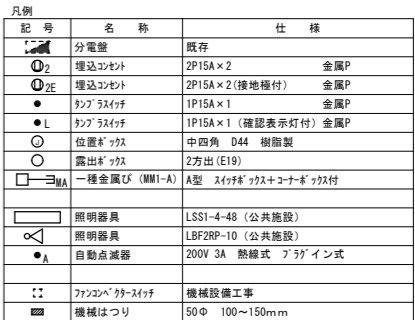 凡例
記 号 名 称 仕 様
分電盤 既存
2 埋込コンセント 2P15A×2 金属P
2E 埋込コンセント 2P15A×2(接地極付) 金属P
● タンブラスイッチ 1P15A×1 金属P
●L タンブラスイッチ 1P15A×1 (確認表示灯付) 金属P
J 位置ボックス 中四角 D44 樹脂製
露出ボックス 2方出(E19)
MA 一種金属び (MM1-A) A型 スイッチボックス+コーナーボックス付
照明器具 LSS1-4-48 (公共施設)
照明器具 LBF2RP-10 (公共施設)
●A 自動点滅器 200V 3A 熱線式 プラグイン式
ファンコンベクタースイッチ 機械設備工事
機械はつり 50Φ 100~150mm